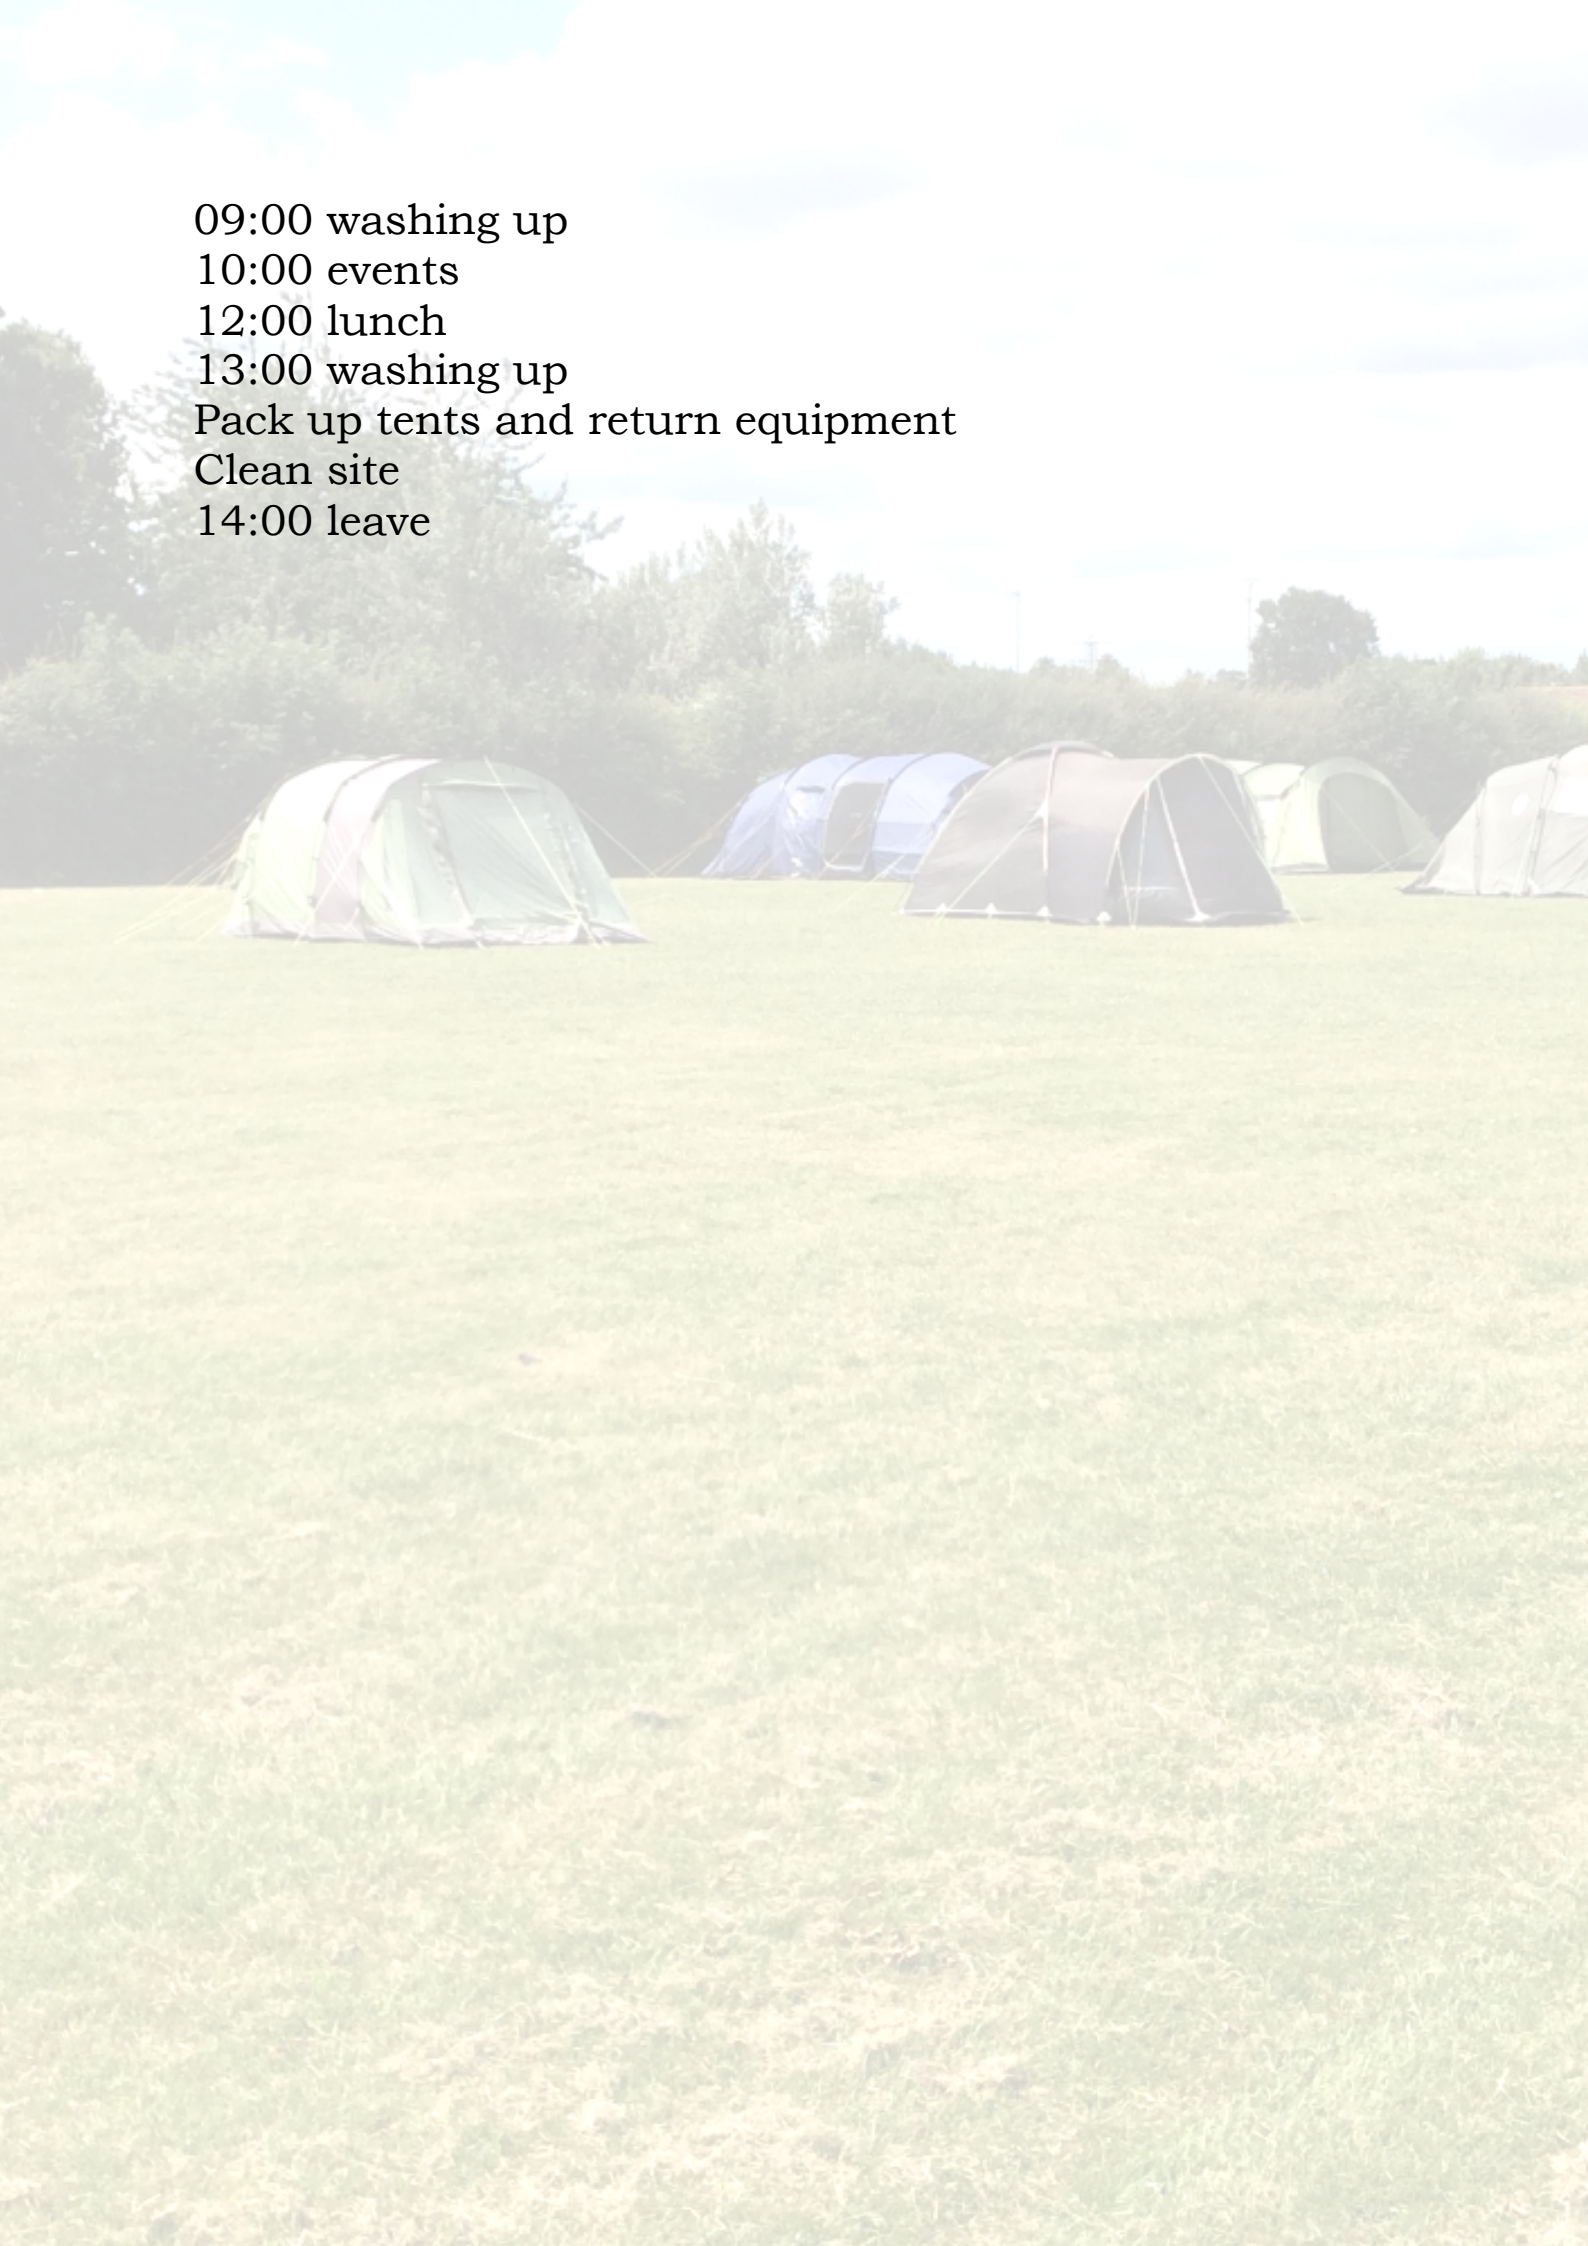 09:00 washing up
10:00 events
12:00 lunch
13:00 washing up
Pack up tents and return equipment
Clean site
14:00 leave